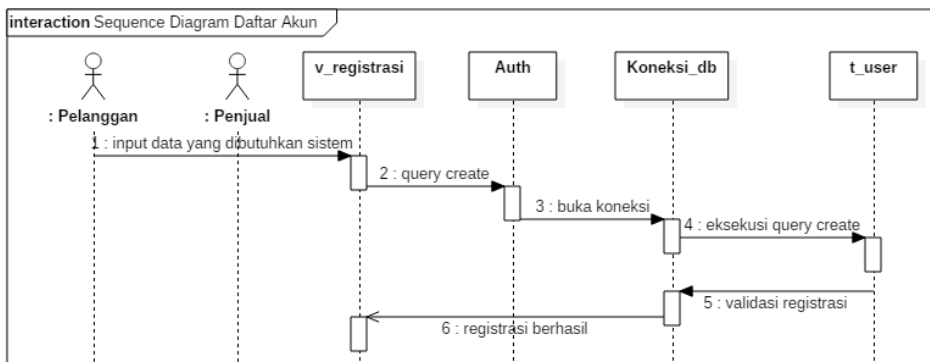 interaction Sequence Diagram Daftar Akun
v_registrasi
Auth
Koneksi_db
t_user
: Pelanggan
: Penjual
1 : input data yang dibutuhkan sistem
2 : query create
3 : buka koneksi
4 : eksekusi query create
5 : validasi registrasi
6 : registrasi berhasil